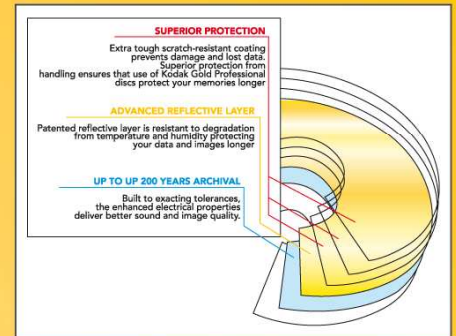 SUPERIOR PROTECTION
Extra tough scratch-resistant coating
prevents damage and lost data.
Superior protection from
handling ensures that use of Kodak Gold Professional
discs protect your memories longer
ADVANCED REFLECTIVE LAYER
Patented reflective layer is resistant to degradation
from temperature and humidity protecting
your data and images longer
UP TO UP 200 YEARS ARCHIVAL
Built to exacting tolerances,
the enhanced electrical properties
deliver better sound and image quality.